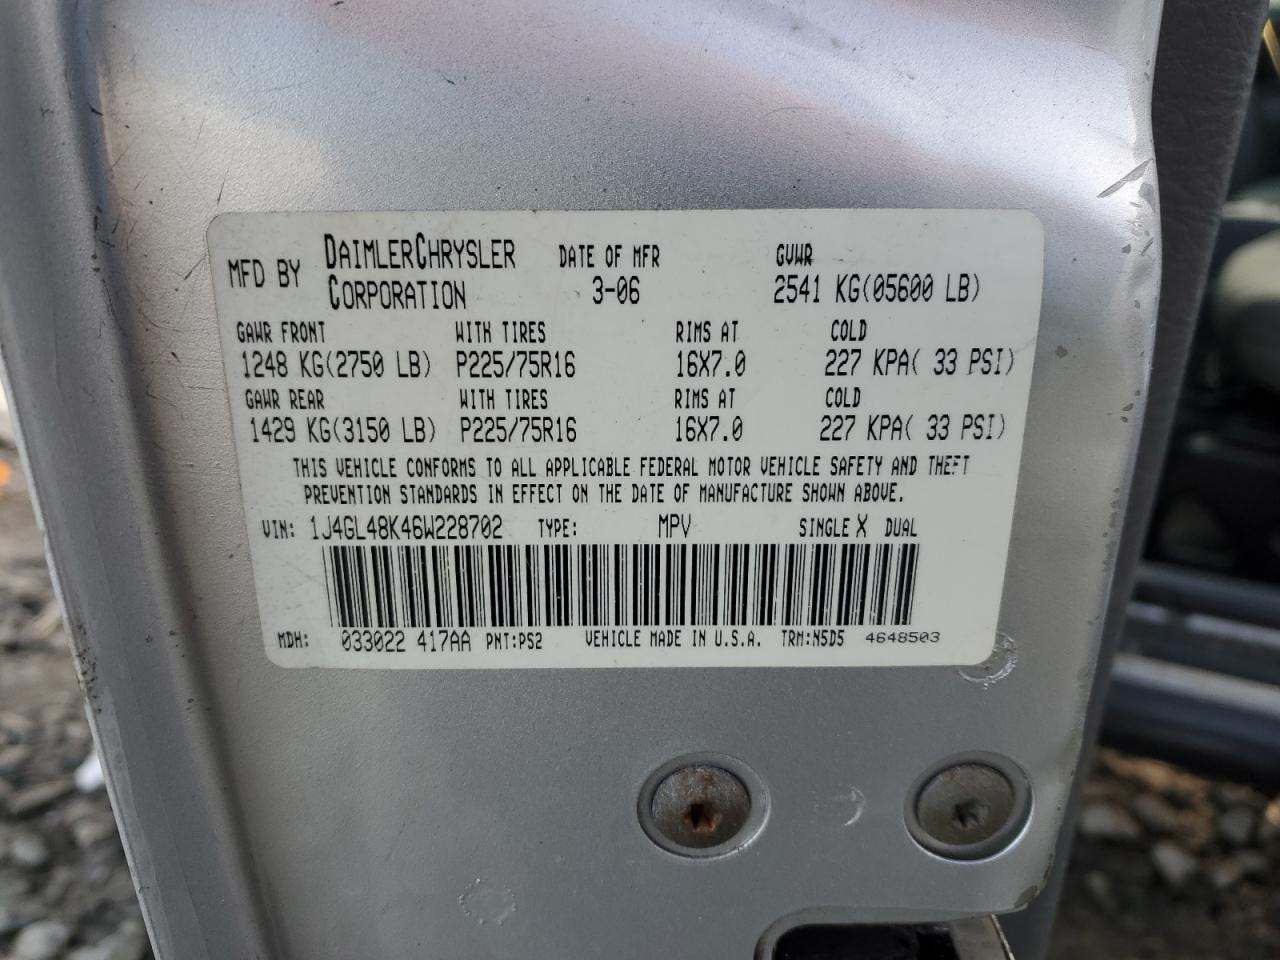 MFD BY DAIMLERCHRYSLER CORPORATION DATE OF MFR 3-06 GVWR 2541 KG(05600 LB)
GAWR FRONT WITH TIRES RIMS AT COLD
1248 KG(2750 LB) P225/75R16 16X7.0 227 KPA( 33 PSI)
GAWR REAR WITH TIRES RIMS AT COLD
1429 KG(3150 LB) P225/75R16 16X7.0 227 KPA( 33 PSI)
THIS VEHICLE CONFORMS TO ALL APPLICABLE FEDERAL MOTOR VEHICLE SAFETY AND THEFT
PREVENTION STANDARDS IN EFFECT ON THE DATE OF MANUFACTURE SHOWN ABOVE.
VIN: 1J4GL48K46W228702 TYPE: MPV SINGLE X DUAL
MDH: 033022 417AA PNT:PS2 VEHICLE MADE IN U.S.A. TRM:N5D5 4648503